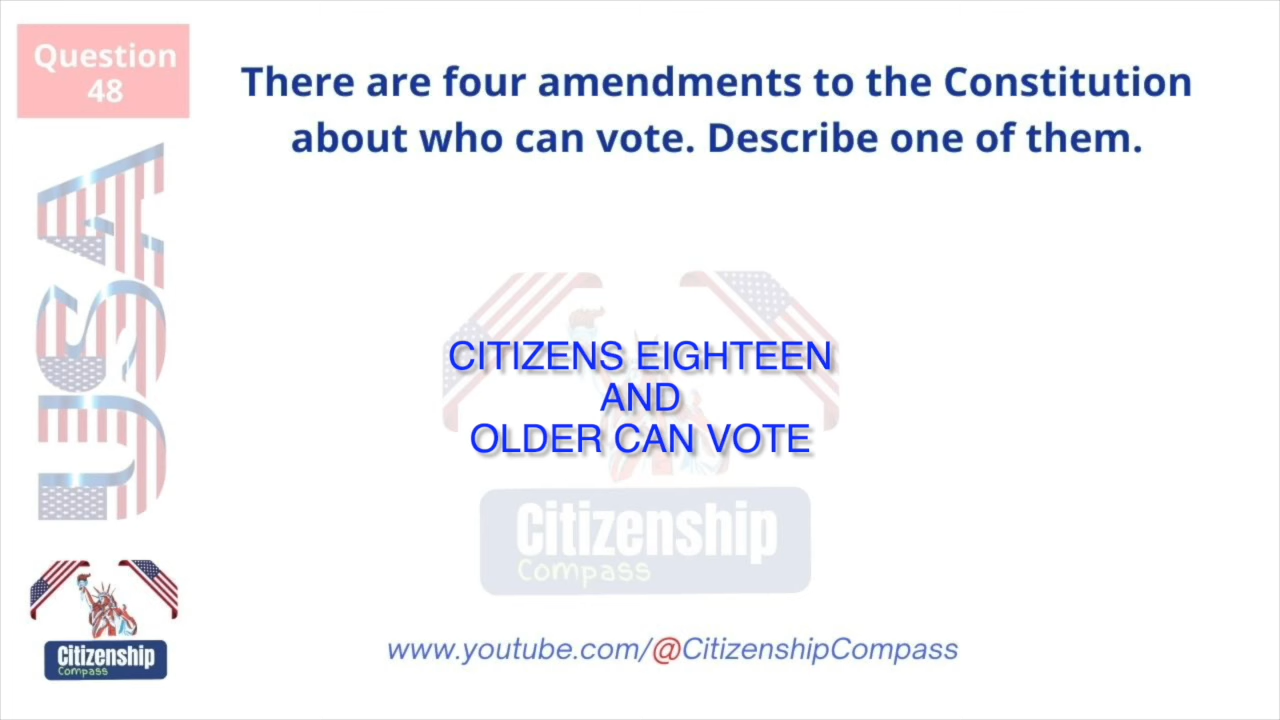 Question
48
There are four amendments to the Constitution
about who can vote. Describe one of them.
USA
CITIZENS EIGHTEEN
AND
OLDER CAN VOTE
Citizenship
Compass
Citizenship
Compass
www.youtube.com/@CitizenshipCompass